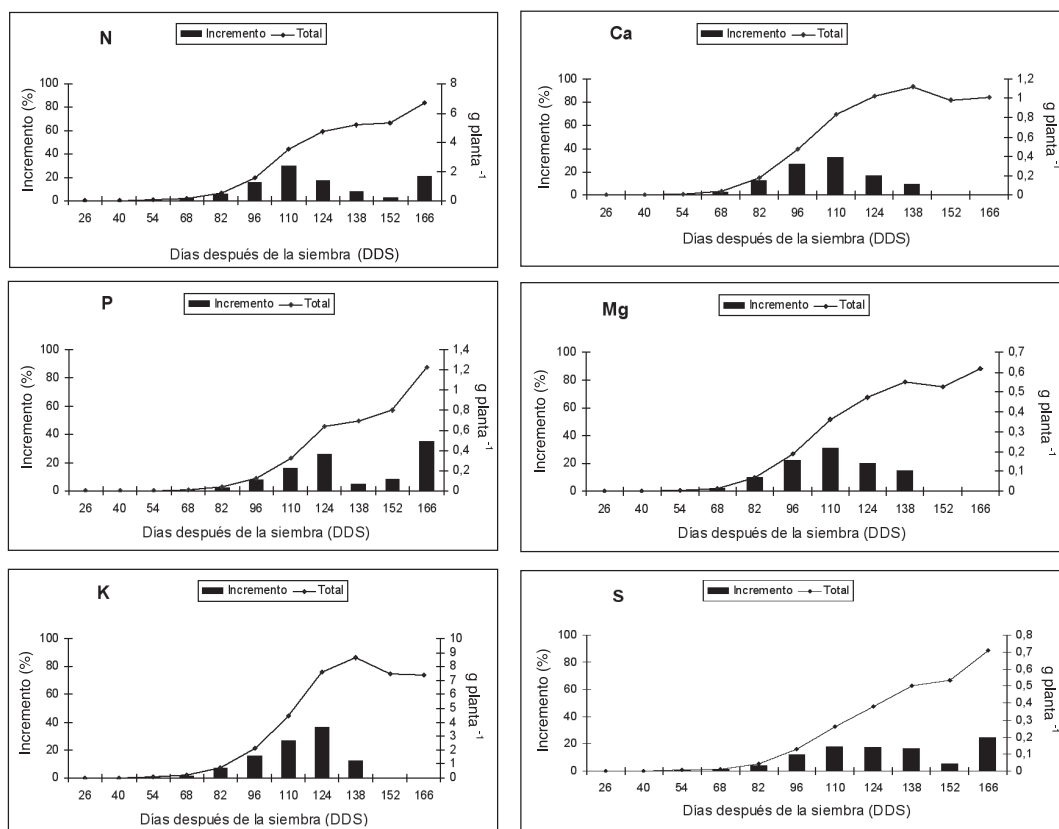 N
Incremento Total
Incremento (%)
100
80
60
40
20
0
8
6
4
2
0
g planta-1
26 40 54 68 82 96 110 124 138 152 166
Días después de la siembra (DDS)
Ca
Incremento Total
Incremento (%)
100
80
60
40
20
0
1,2
1
0,8
0,6
0,4
0,2
0
g planta-1
26 40 54 68 82 96 110 124 138 152 166
Días después de la siembra (DDS)
P
Incremento Total
Incremento (%)
100
80
60
40
20
0
1,4
1,2
1
0,8
0,6
0,4
0,2
0
g planta-1
26 40 54 68 82 96 110 124 138 152 166
Días después de la siembra (DDS)
Mg
Incremento Total
Incremento (%)
100
80
60
40
20
0
0,7
0,6
0,5
0,4
0,3
0,2
0,1
0
g planta-1
26 40 54 68 82 96 110 124 138 152 166
Días después de la siembra (DDS)
K
Incremento Total
Incremento (%)
100
80
60
40
20
0
10
9
8
7
6
5
4
3
2
1
0
g planta-1
26 40 54 68 82 96 110 124 138 152 166
Días después de la siembra (DDS)
S
Incremento Total
Incremento (%)
100
80
60
40
20
0
0,8
0,7
0,6
0,5
0,4
0,3
0,2
0,1
0
g planta-1
26 40 54 68 82 96 110 124 138 152 166
Días después de la siembra (DDS)